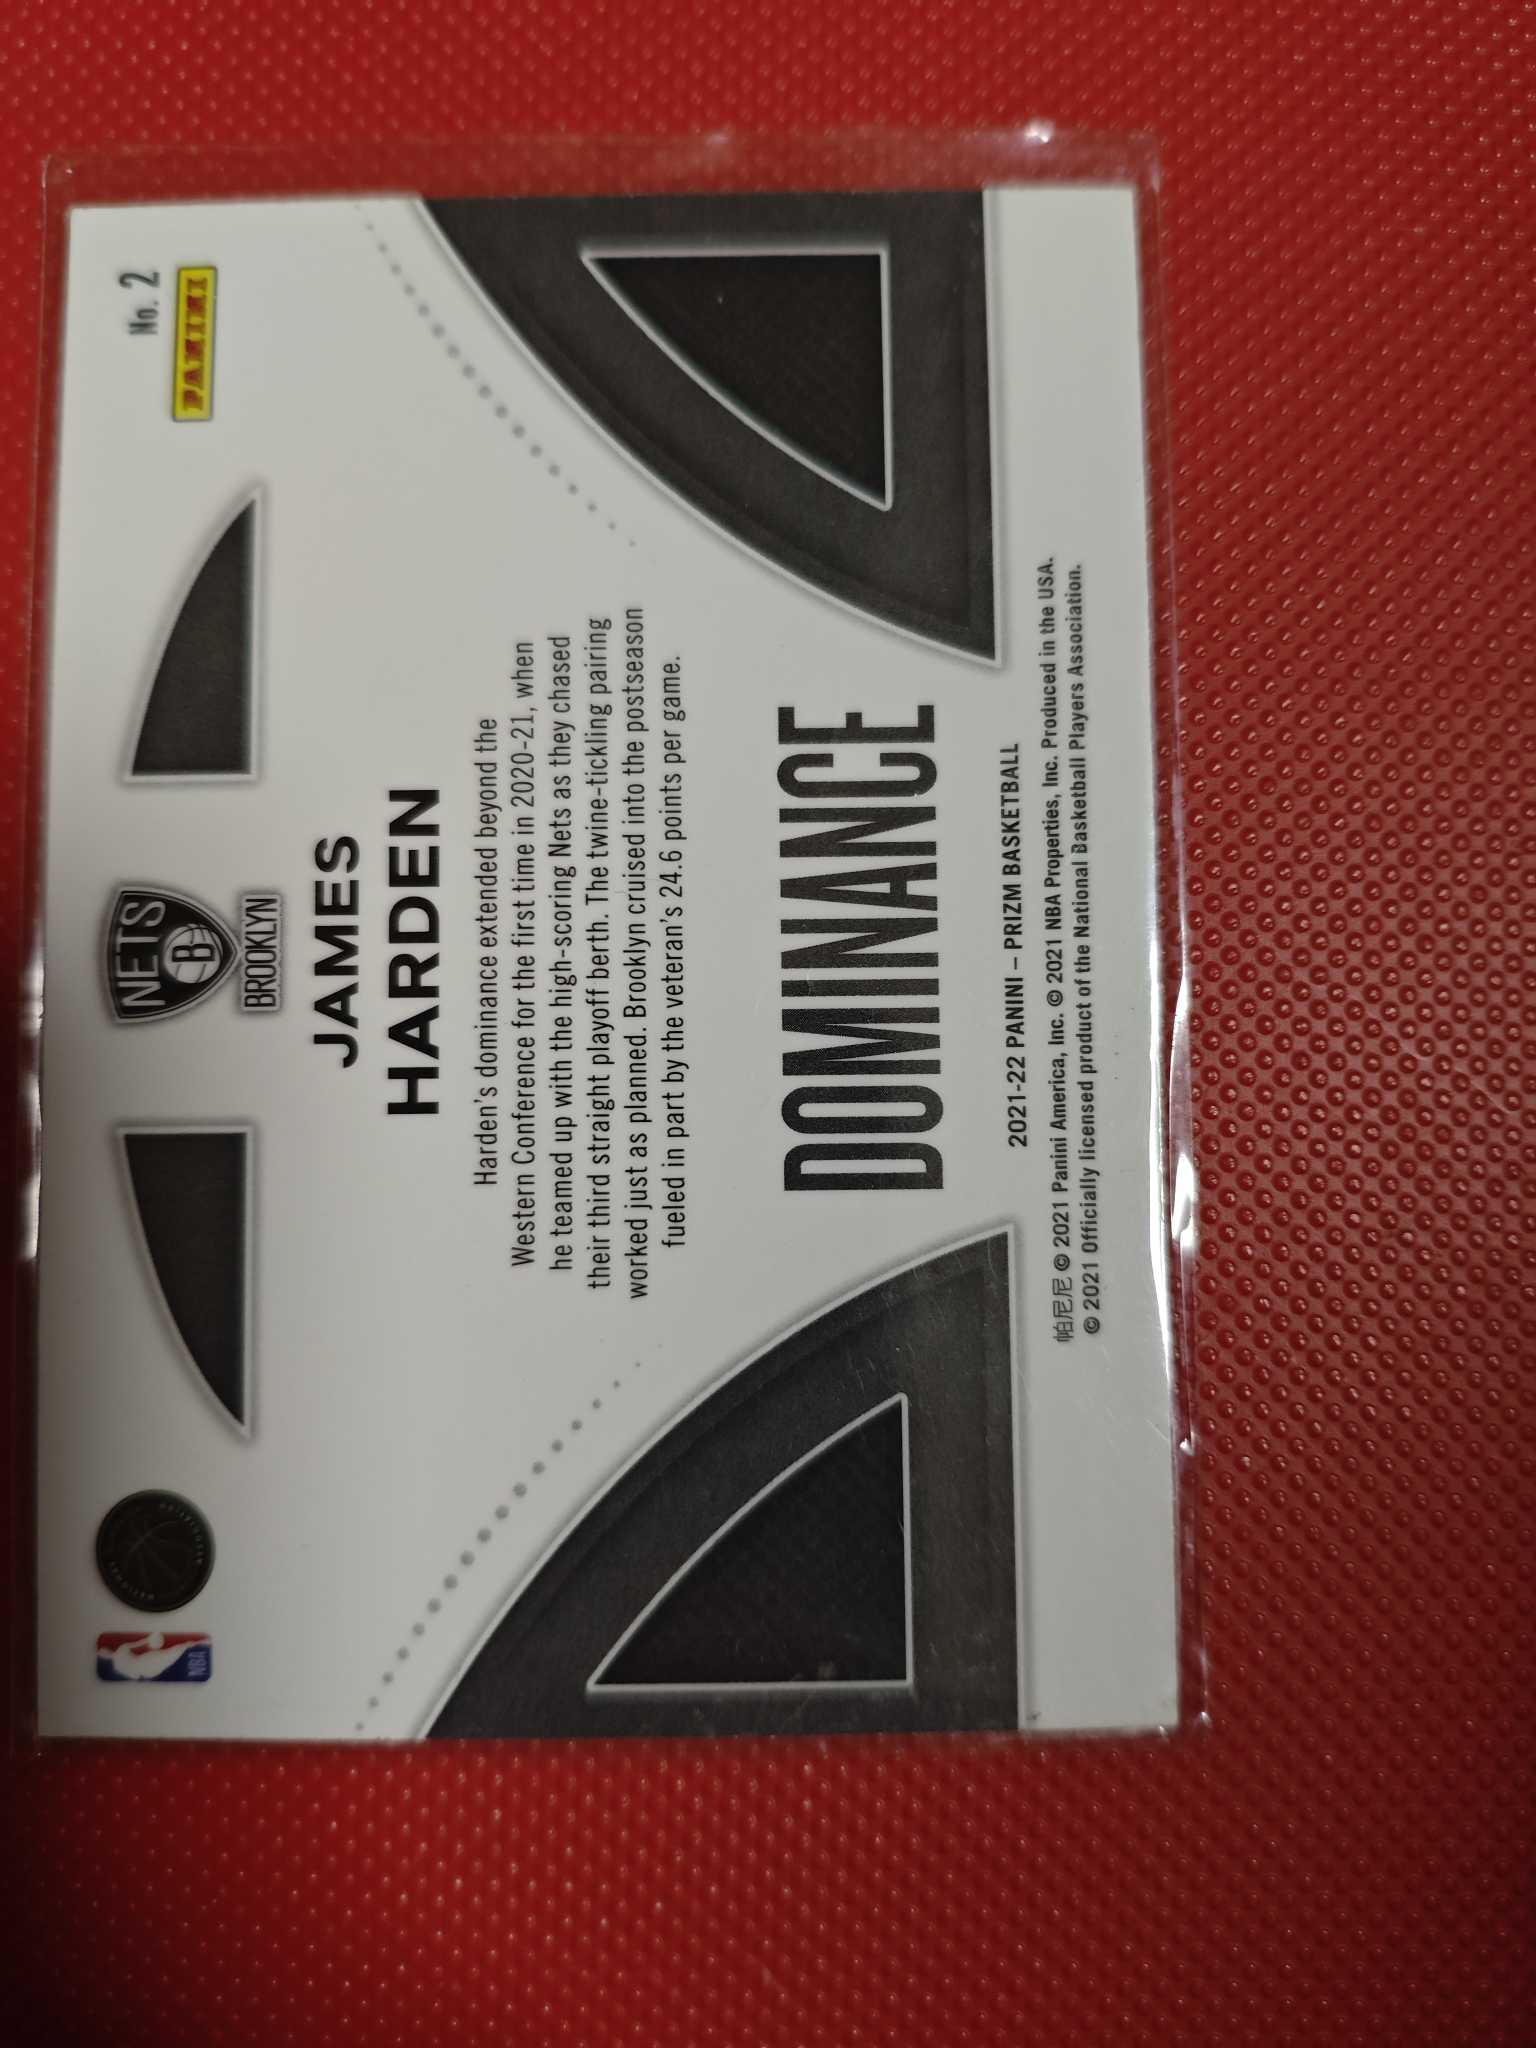 No. 2
PANINI
NBA
NETS
B
BROOKLYN
JAMES
HARDEN
Harden's dominance extended beyond the
Western Conference for the first time in 2020-21, when
he teamed up with the high-scoring Nets as they chased
their third straight playoff berth. The twine-tickling pairing
worked just as planned. Brooklyn cruised into the postseason
fueled in part by the veteran's 24.6 points per game.
DOMINANCE
2021-22 PANINI – PRIZM BASKETBALL
帕尼尼 © 2021 Panini America, Inc. © 2021 NBA Properties, Inc. Produced in the USA.
© 2021 Officially licensed product of the National Basketball Players Association.